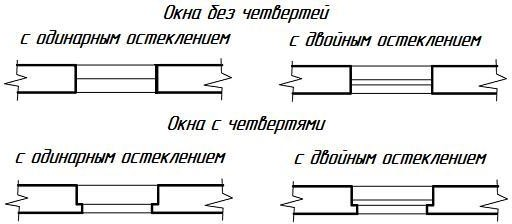 Окна без четвертей
с одинарным остеклением
с двойным остеклением
Окна с четвертями
с одинарным остеклением
с двойным остеклением